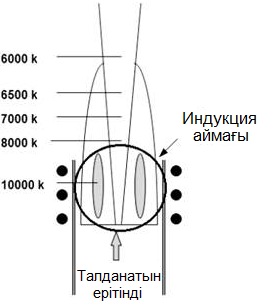 6000 k
6500 k
7000 k
8000 k
Индукция
аймағы
10000 k
Талданатын
ерітінді